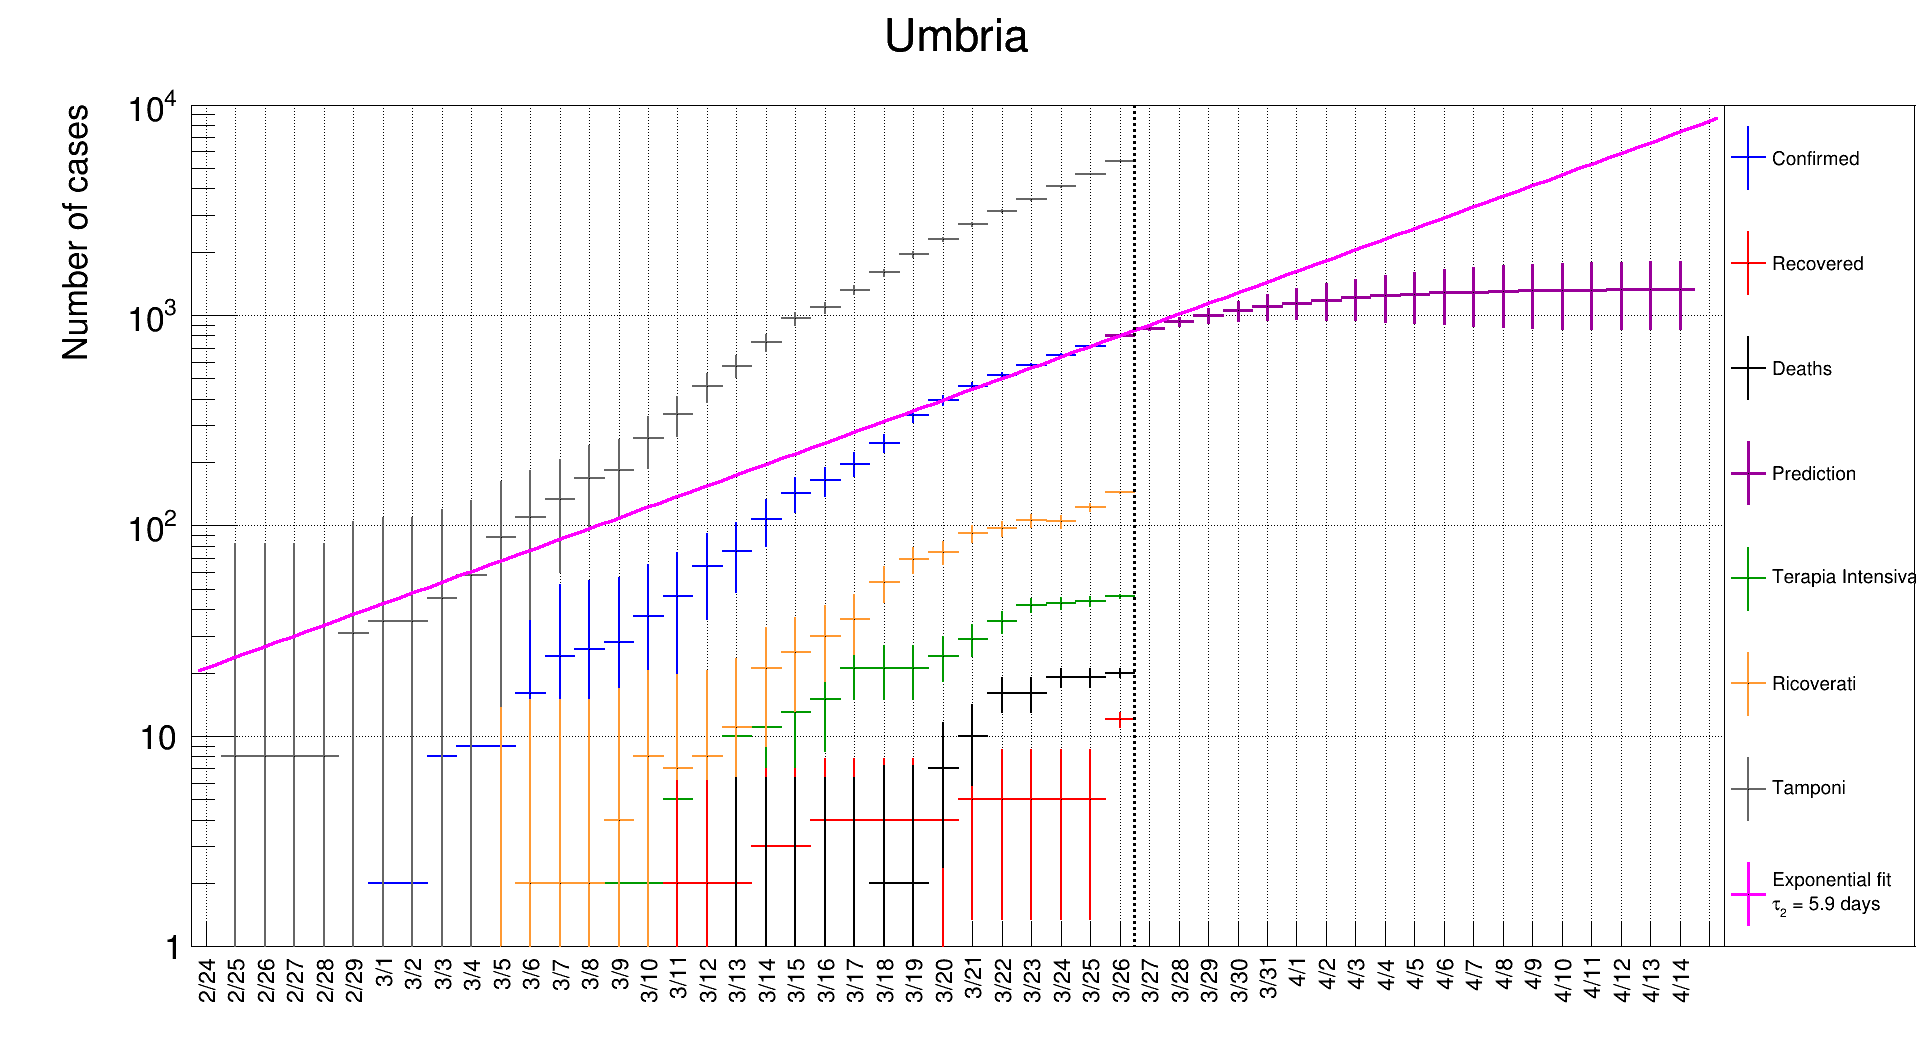 Umbria
Number of cases
10^4
10^3
10^2
10
1
2/24 2/25 2/26 2/27 2/28 2/29 3/1 3/2 3/3 3/4 3/5 3/6 3/7 3/8 3/9 3/10 3/11 3/12 3/13 3/14 3/15 3/16 3/17 3/18 3/19 3/20 3/21 3/22 3/23 3/24 3/25 3/26 3/27 3/28 3/29 3/30 3/31 4/1 4/2 4/3 4/4 4/5 4/6 4/7 4/8 4/9 4/10 4/11 4/12 4/13 4/14
Confirmed
Recovered
Deaths
Prediction
Terapia Intensiva
Ricoverati
Tamponi
Exponential fit
τ_2 = 5.9 days